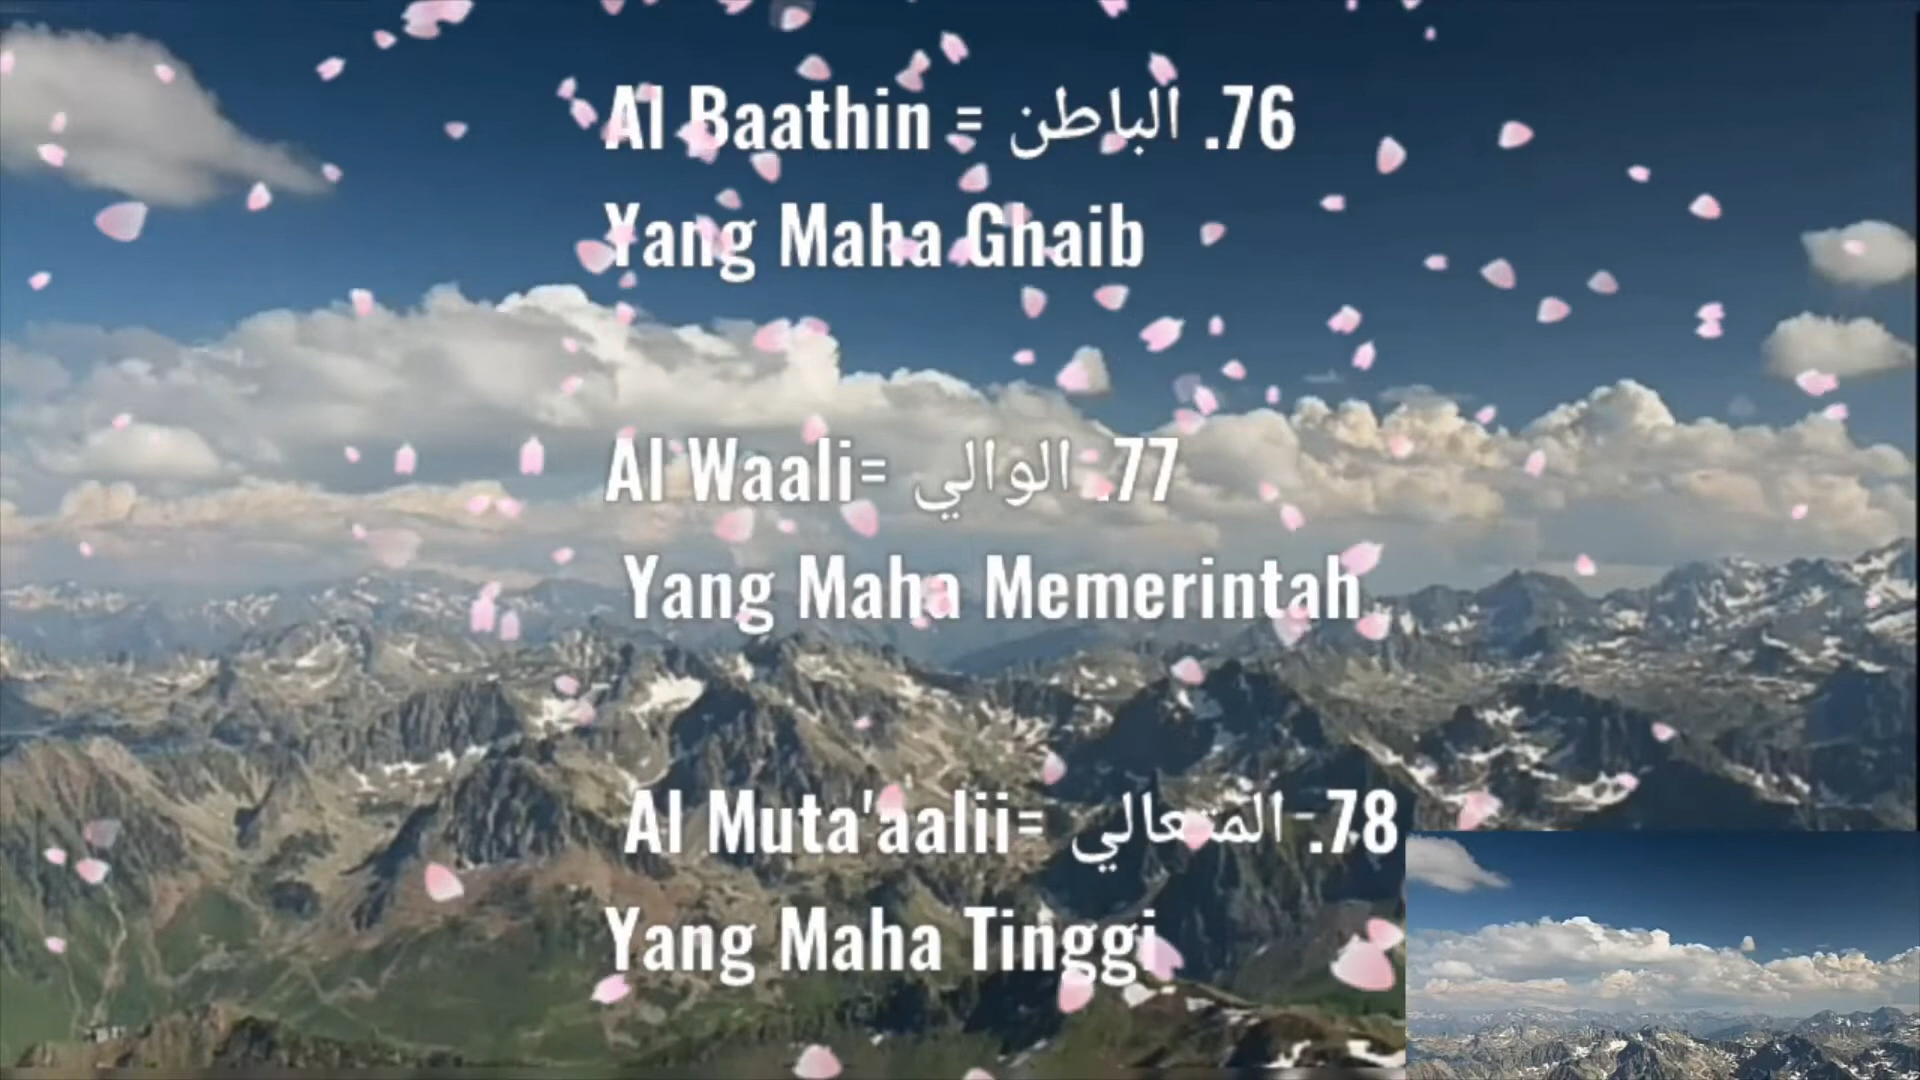 Al Baathin = الباطن .76
Yang Maha Ghaib
Al Waali= الوالي .77
Yang Maha Memerintah
Al Muta'aalii= المتعالي .78
Yang Maha Tinggi